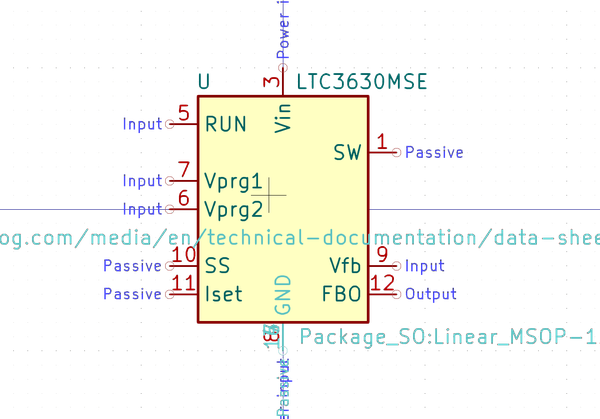 Power i
U LTC3630MSE
3
Vin
Input 5 RUN
SW 1 Passive
Input 7 Vprg1
Input 6 Vprg2
og.com/media/en/technical-documentation/data-shee
Passive 10 SS Vfb 9 Input
Passive 11 Iset FBO 12 Output
GND
Package_SO:Linear_MSOP-1
er input